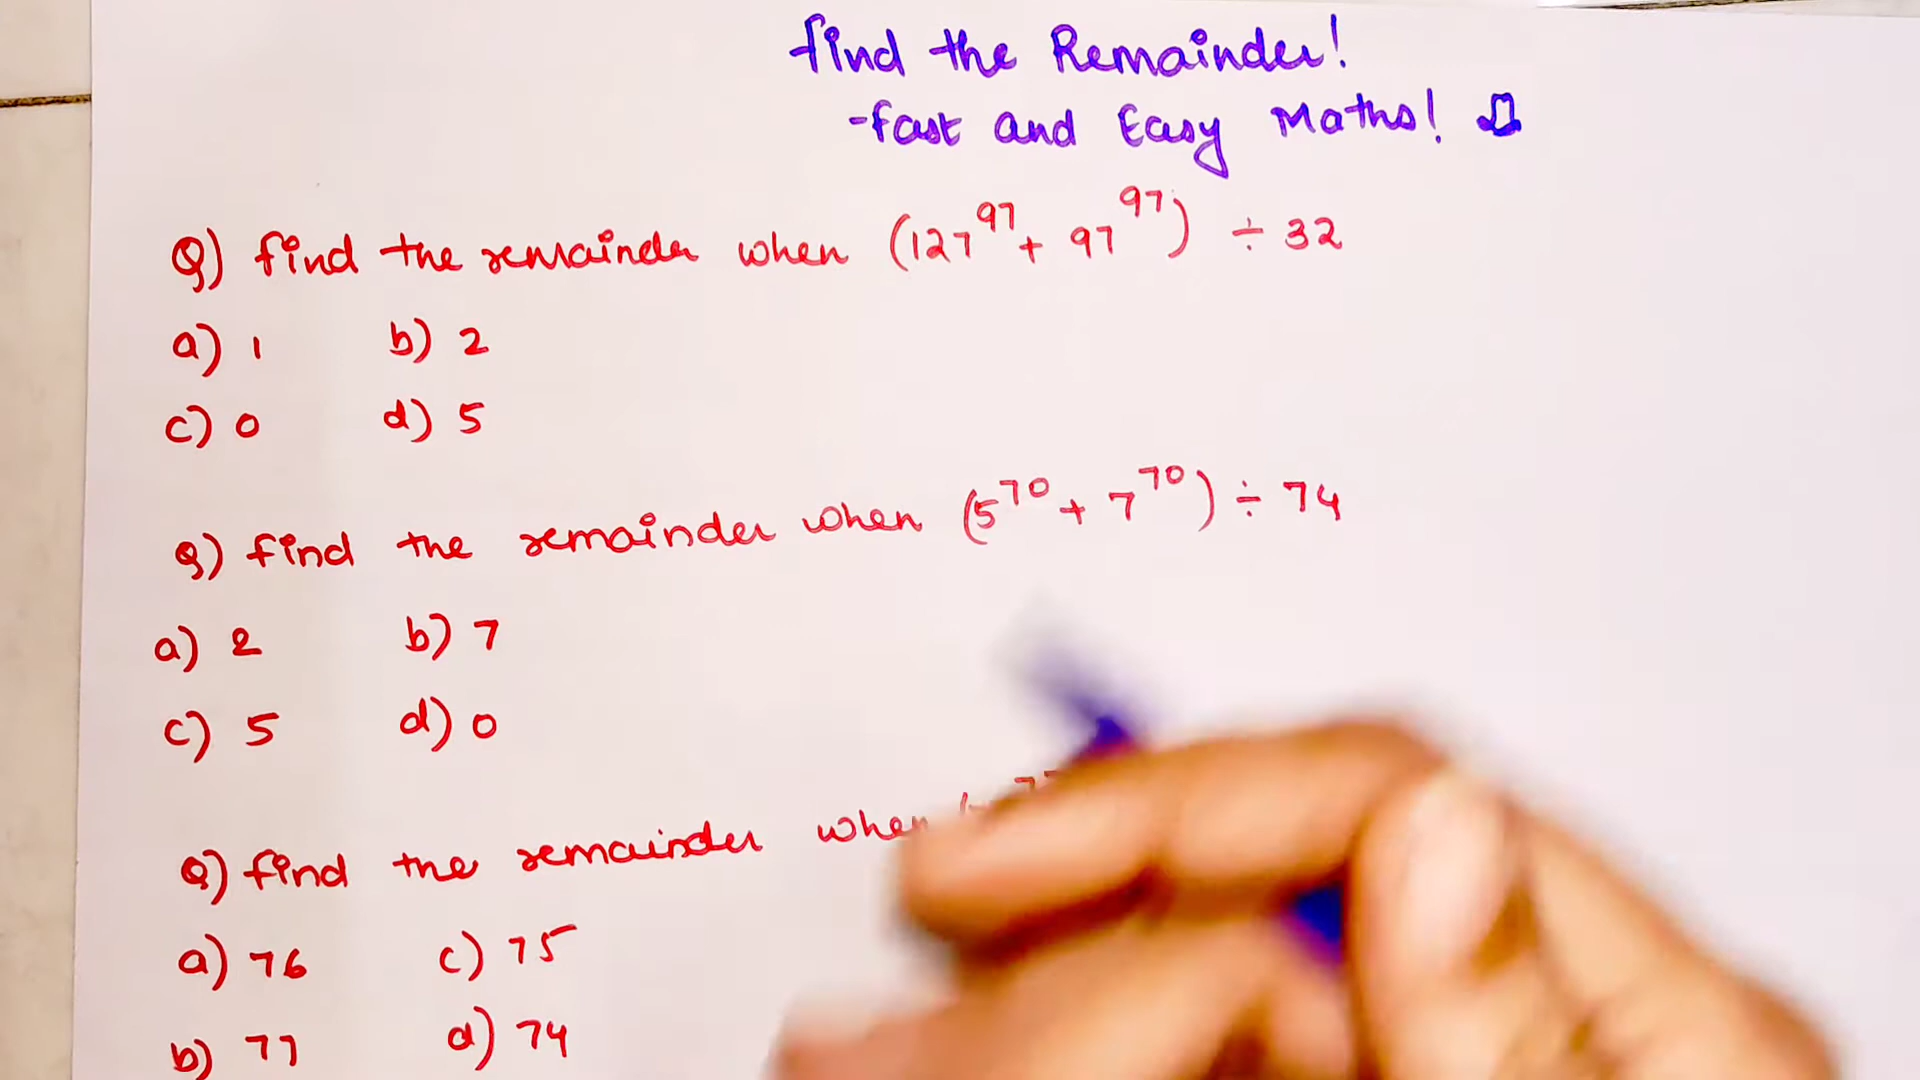 Find the Remainder!
-Fast and Easy Maths!
Q) find the remainder when (127^97 + 97^97) ÷ 32
a) 1 b) 2
c) 0 d) 5
Q) find the remainder when (5^70 + 7^70) ÷ 74
a) 2 b) 7
c) 5 d) 0
Q) find the remainder when
a) 76 c) 75
b) 77 d) 74